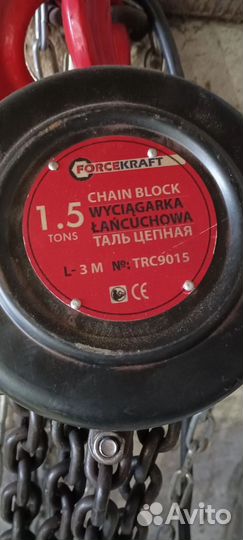 FORCEKRAFT
CHAIN BLOCK
1.5 TONS
WYCIĄGARKA
ŁAŃCUCHOWA
ТАЛЬ ЦЕПНАЯ
L- 3 M №: TRC9015
CE
Avito